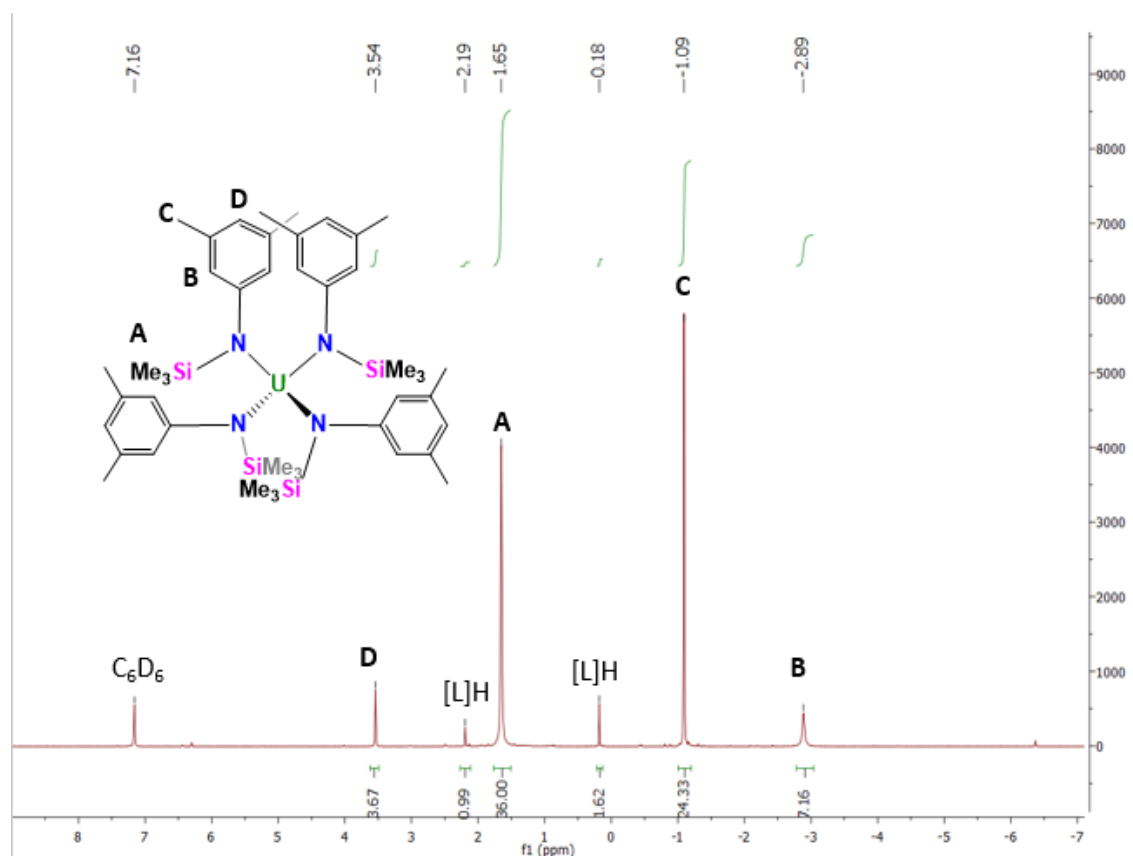 —7.16
—3.54
—2.19
—1.65
—0.18
—-1.09
—-2.89
9000
8000
7000
6000
5000
4000
3000
2000
1000
0
D
C
B
A
N
N
Me₃Si
SiMe₃
U
N
N
SiMe₃
Me₃Si
C
A
C₆D₆
D
[L]H
[L]H
B
3.67
0.99
36.00
1.62
24.33
7.16
8 7 6 5 4 3 2 1 0 -1 -2 -3 -4 -5 -6 -7
f1 (ppm)